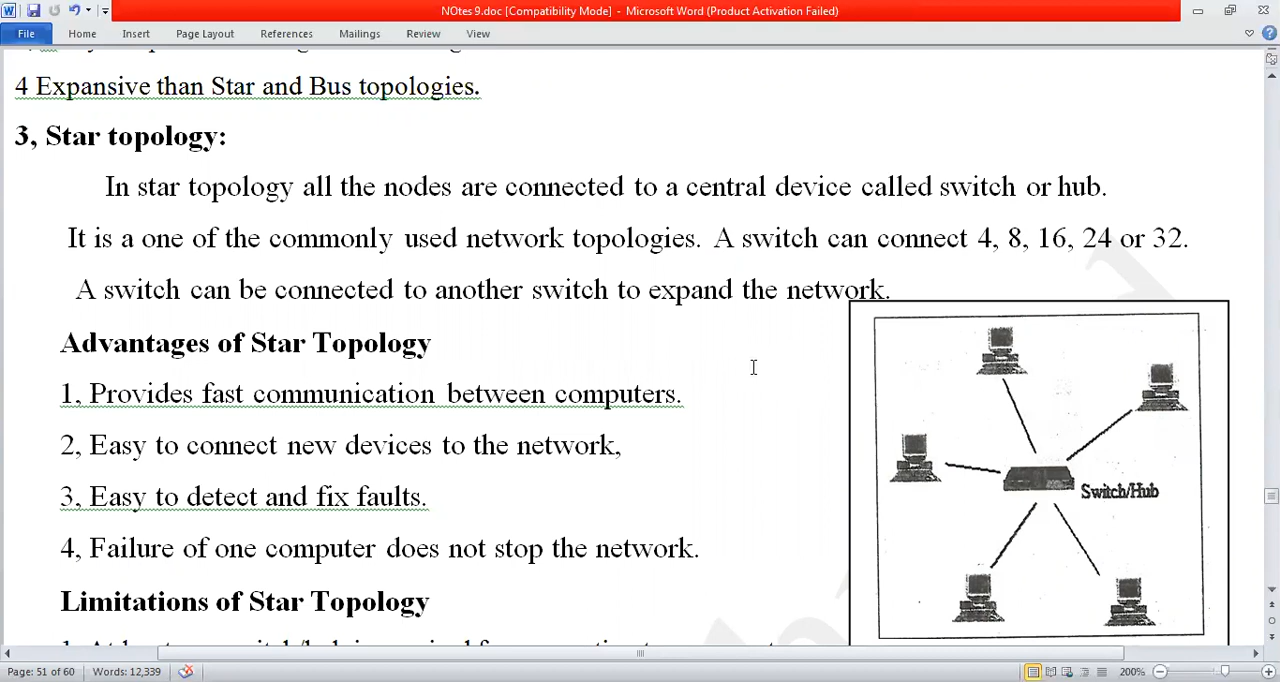 NOtes 9.doc [Compatibility Mode] - Microsoft Word (Product Activation Failed)
File Home Insert Page Layout References Mailings Review View
4 Expansive than Star and Bus topologies.
3, Star topology:
In star topology all the nodes are connected to a central device called switch or hub.
It is a one of the commonly used network topologies. A switch can connect 4, 8, 16, 24 or 32.
A switch can be connected to another switch to expand the network.
Advantages of Star Topology
1, Provides fast communication between computers.
2, Easy to connect new devices to the network,
3, Easy to detect and fix faults.
4, Failure of one computer does not stop the network.
Switch/Hub
Limitations of Star Topology
Page: 51 of 60 Words: 12,339 200%